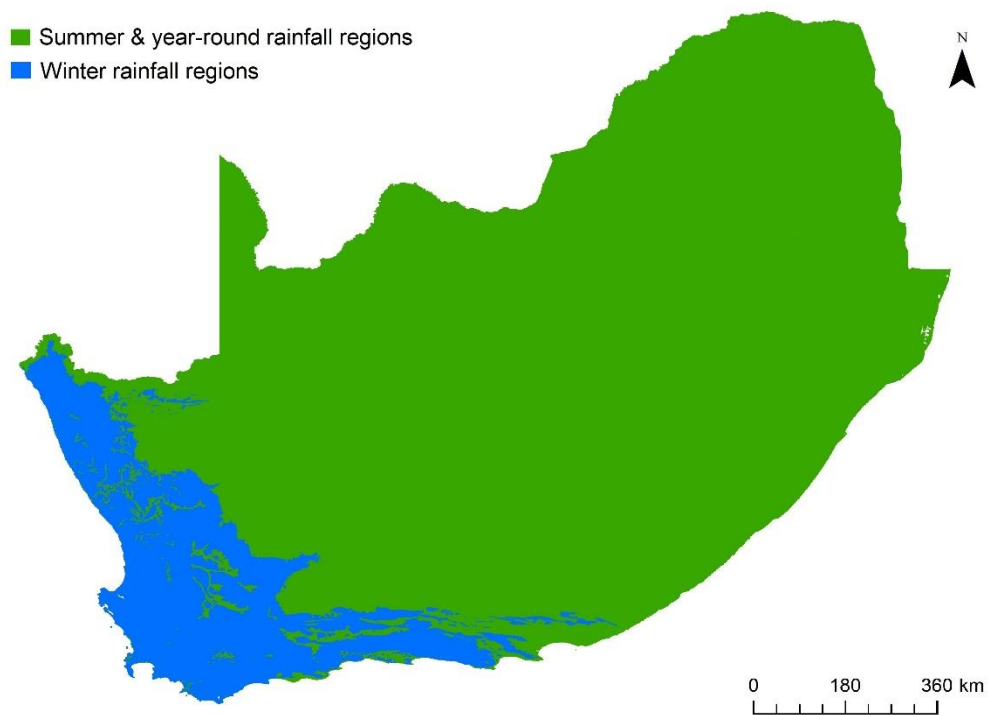 Summer & year-round rainfall regions
Winter rainfall regions
N
0 180 360 km